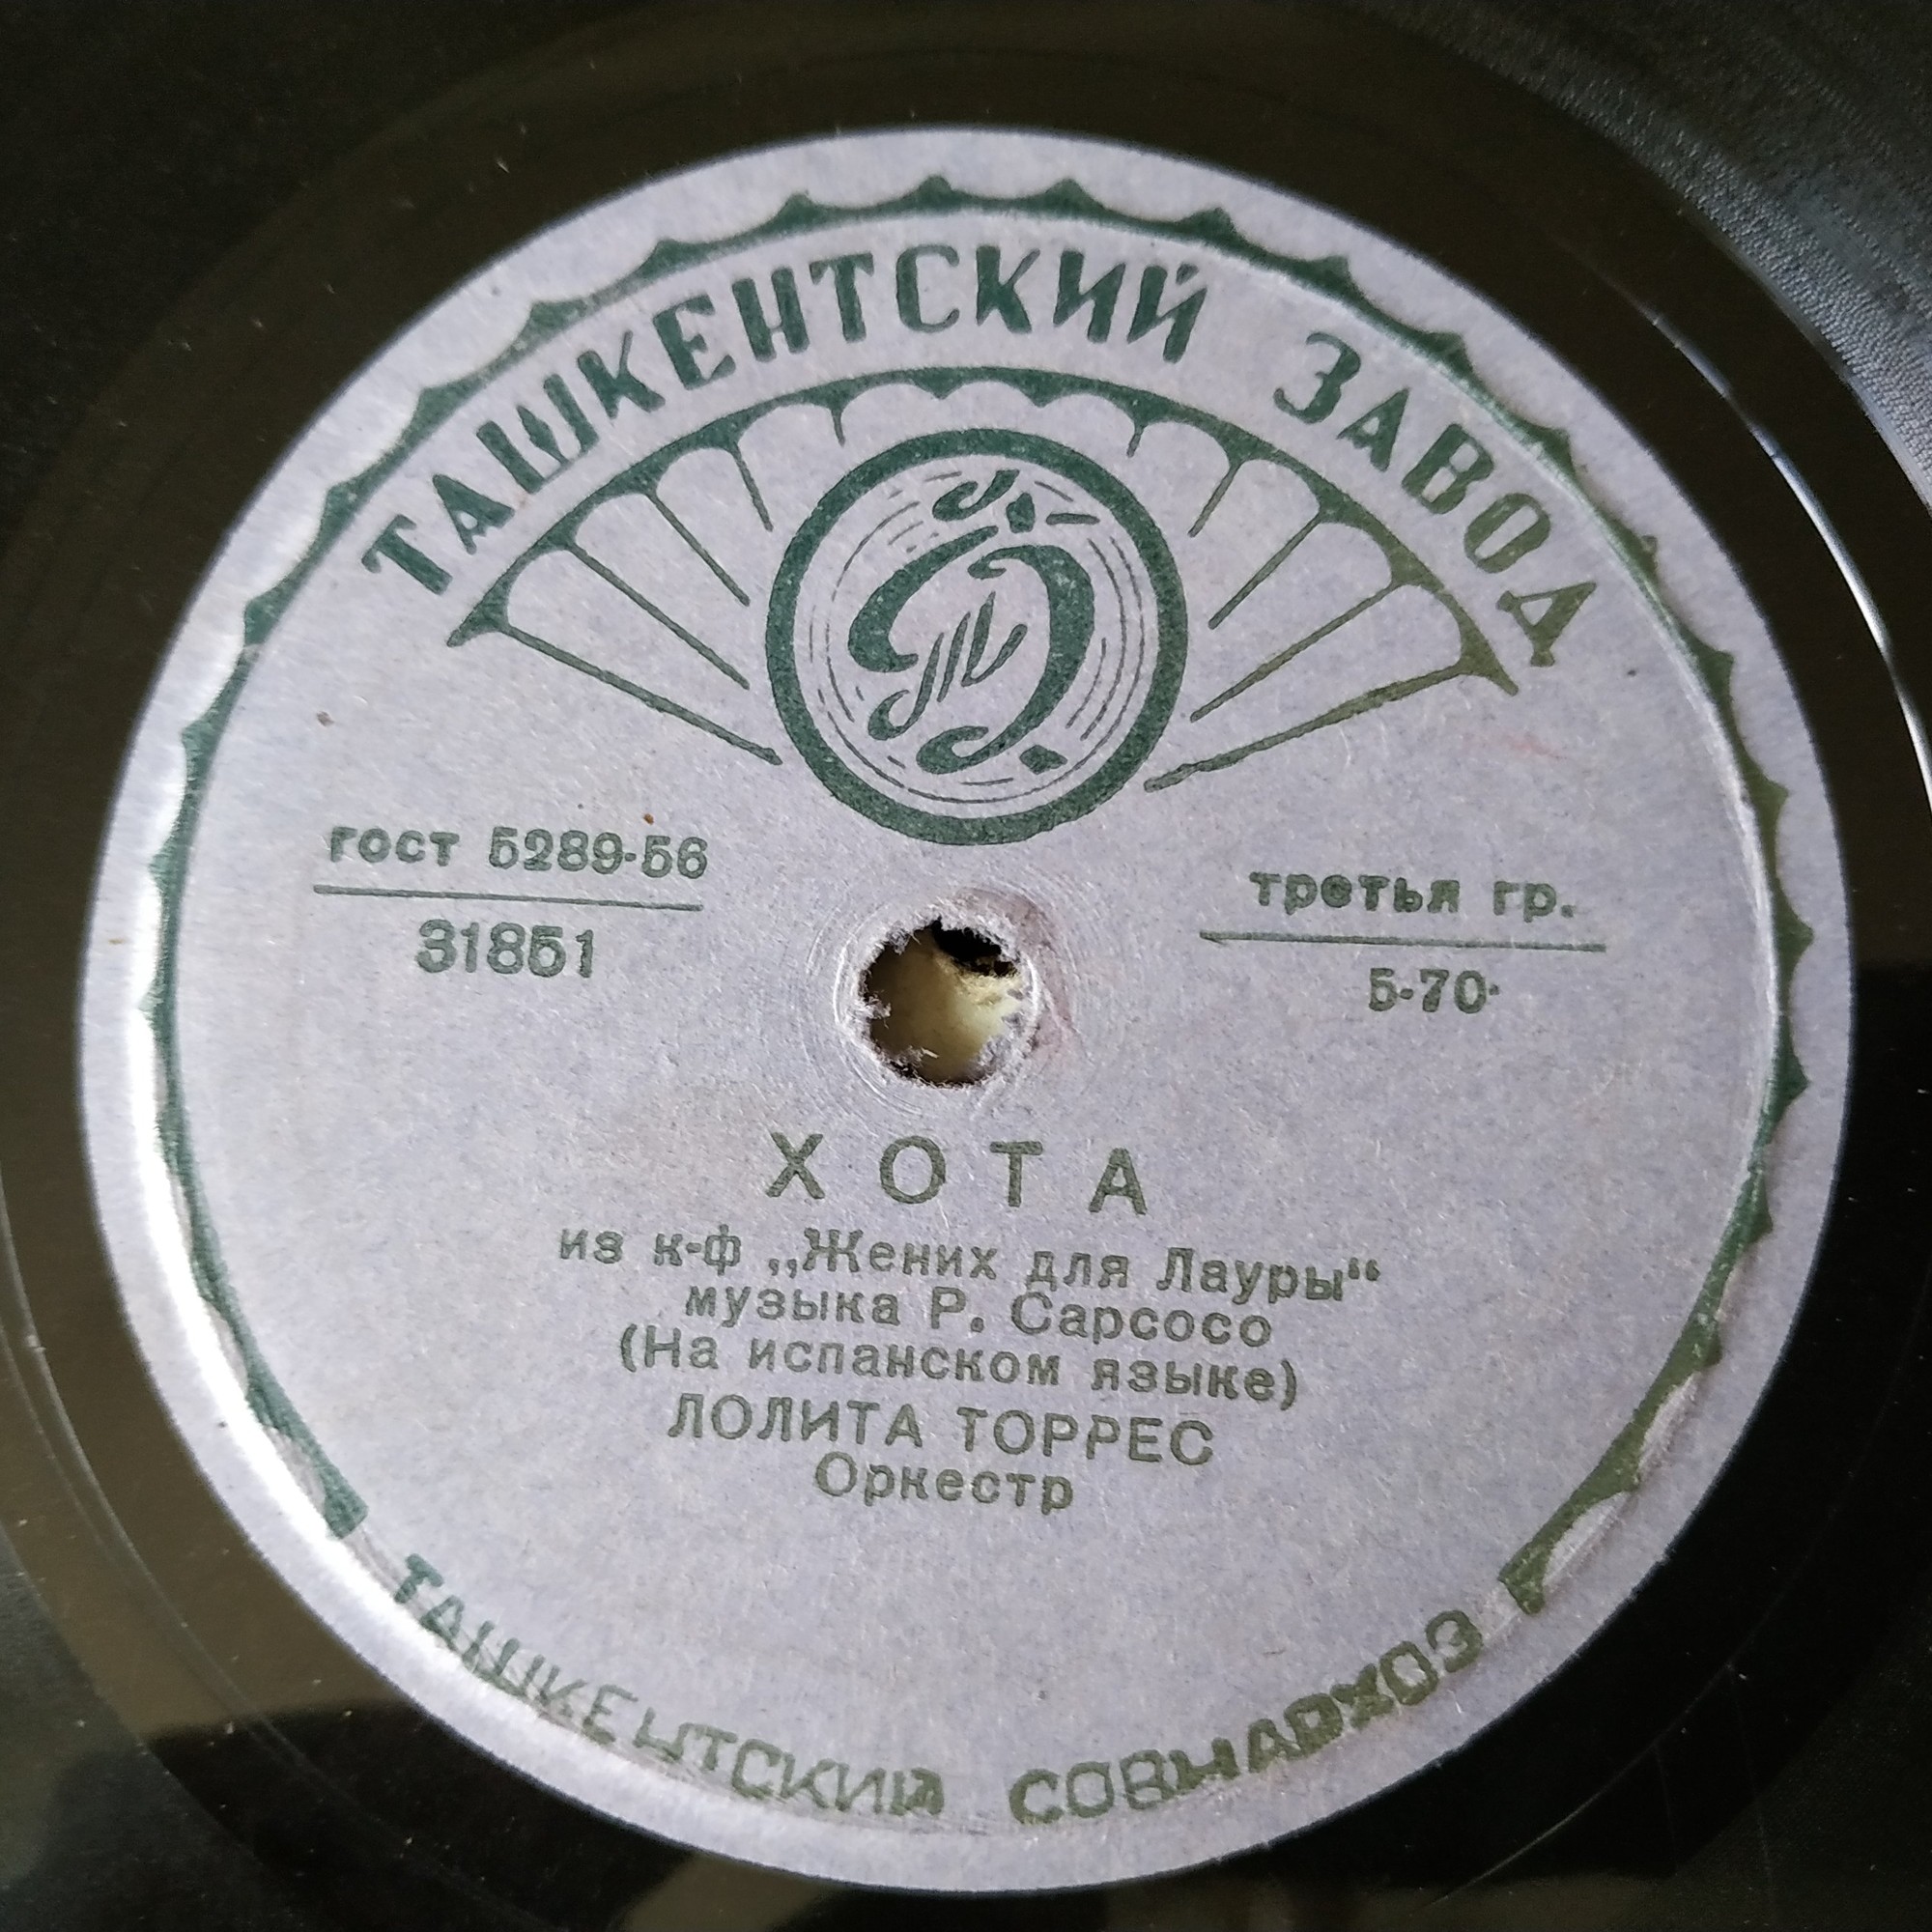 ТАШКЕНТСКИЙ ЗАВОД
гост 5289-56
31851
третья гр.
5-70·
ХОТА
из к-ф „Жених для Лауры“
музыка Р. Сарсосо
(На испанском языке)
ЛОЛИТА ТОРРЕС
Оркестр
ТАШКЕНТСКИЙ СОВНАРХОЗ